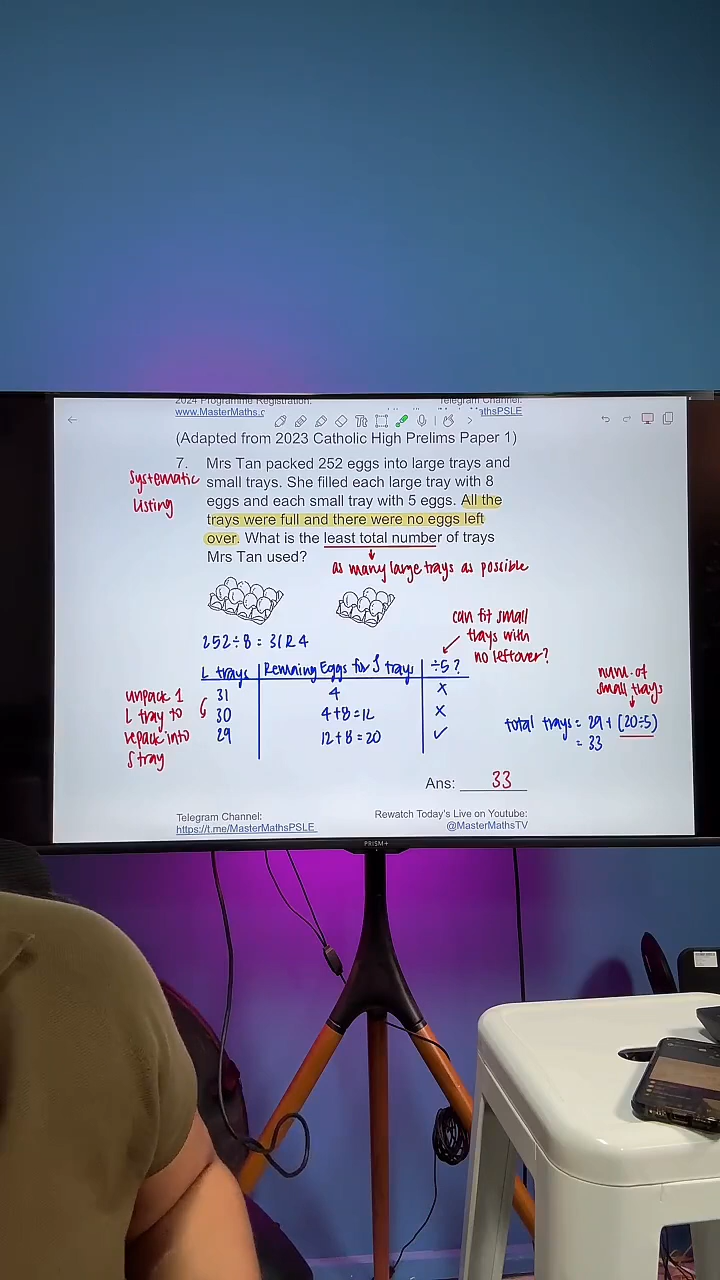 2024 Programme Registration:
Telegram Channel:
www.MasterMaths.c
athsPSLE
(Adapted from 2023 Catholic High Prelims Paper 1)
7. Mrs Tan packed 252 eggs into large trays and
small trays. She filled each large tray with 8
eggs and each small tray with 5 eggs. All the
trays were full and there were no eggs left
over. What is the least total number of trays
Mrs Tan used?
Systematic
Listing
as many large trays as possible
252÷8 = 31R4
can fit small
trays with
no leftover?
L trays Remaining Eggs for S trays ÷5?
31 4 X
30 4+8=12 X
29 12+8=20 ✓
unpack 1
L tray to
repack into
S tray
num. of
small trays
total trays = 29 + (20÷5)
= 33
Ans: 33
Telegram Channel:
https://t.me/MasterMathsPSLE
Rewatch Today's Live on Youtube:
@MasterMathsTV
PRISM+